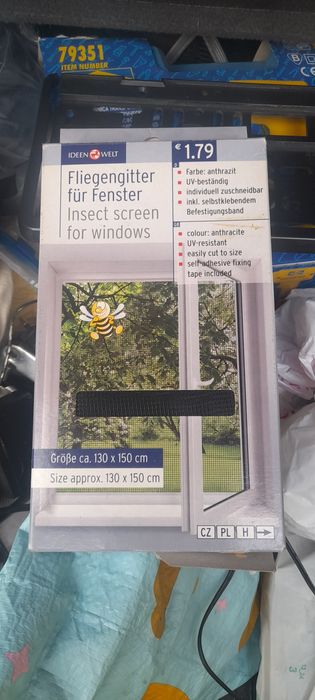 79351
ITEM NUMBER
IDEEN WELT
€ 1.79
Fliegengitter
für Fenster
Insect screen
for windows
D
Farbe: anthrazit
UV-beständig
individuell zuschneidbar
inkl. selbstklebendem
Befestigungsband
GB
colour: anthracite
UV-resistant
easily cut to size
self-adhesive fixing
tape included
Größe ca. 130 x 150 cm
Size approx. 130 x 150 cm
CZ PL H